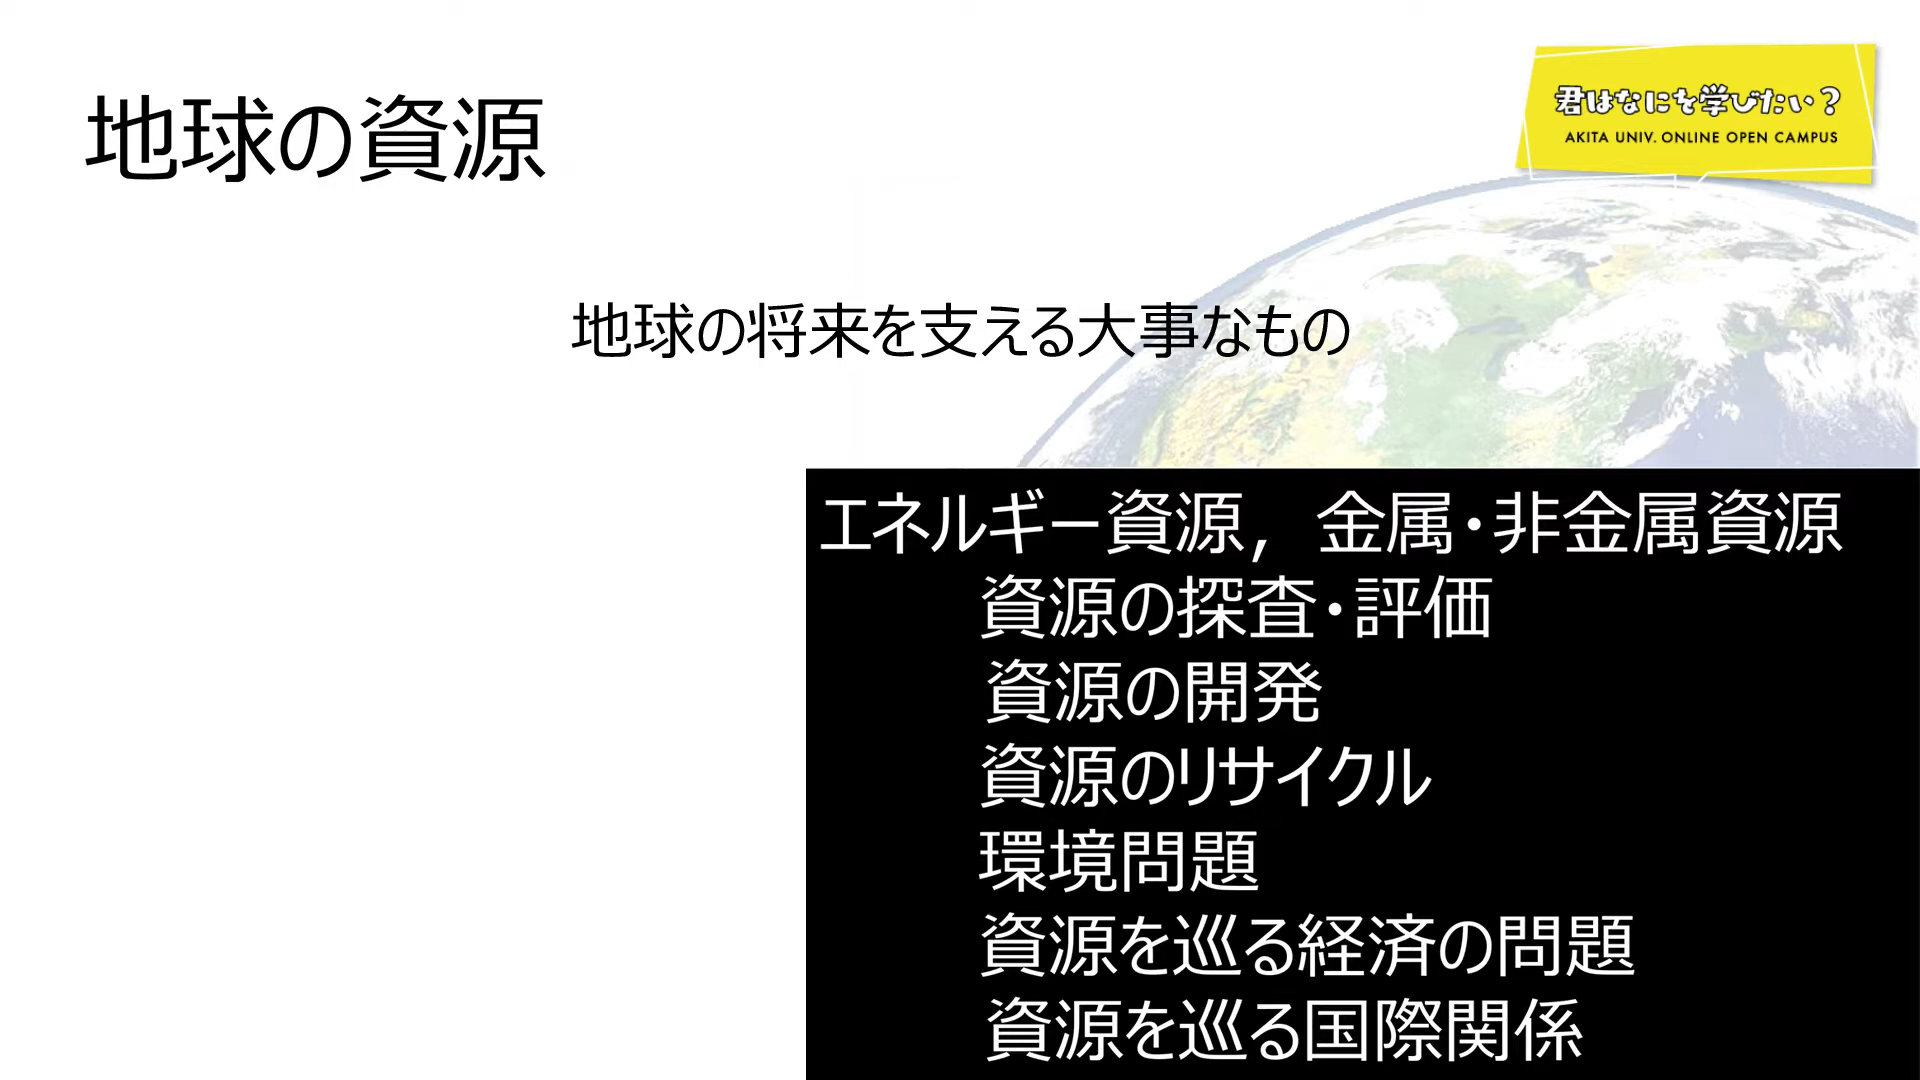 地球の資源
君はなにを学びたい?
AKITA UNIV. ONLINE OPEN CAMPUS
地球の将来を支える大事なもの
エネルギー資源，金属・非金属資源
資源の探査・評価
資源の開発
資源のリサイクル
環境問題
資源を巡る経済の問題
資源を巡る国際関係